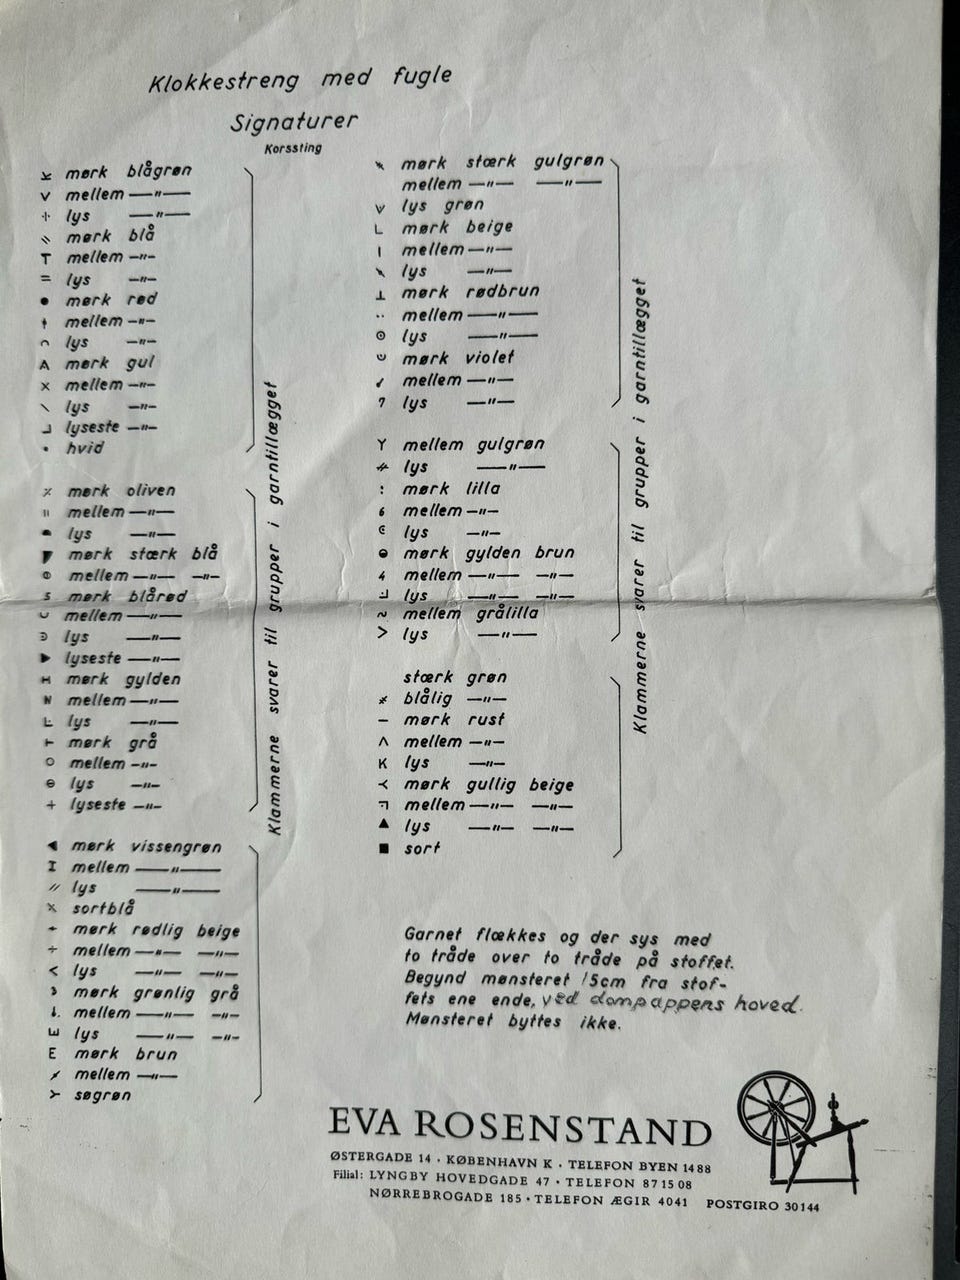 Klokkestreng med fugle
Signaturer
Korssting
mørk blågrøn
v mellem —"—
lys —"—
mørk blå
T mellem —"—
= lys —"—
● mørk rød
mellem —"—
lys —"—
A mørk gul
x mellem —"—
\ lys —"—
lyseste —"—
• hvid
Klammerne svarer til grupper i garntillægget
mørk oliven
" mellem —"—
lys —"—
mørk stærk blå
mellem —"— —"—
s mørk blårød
mellem —"—
lys —"—
▶ lyseste —"—
mørk gylden
N mellem —"—
lys —"—
⊢ mørk grå
o mellem —"—
⊖ lys —"—
+ lyseste —"—
◀ mørk vissengrøn
I mellem —"—
// lys —"—
sortblå
mørk rødlig beige
÷ mellem —"— —"—
< lys —"— —"—
mørk grønlig grå
mellem —"— —"—
lys —"— —"—
E mørk brun
mellem —"—
≻ søgrøn
mørk stærk gulgrøn
mellem —"— —"—
lys grøn
L mørk beige
| mellem —"—
lys —"—
⊥ mørk rødbrun
.. mellem —"—
⊙ lys —"—
mørk violet
mellem —"—
? lys —"—
Y mellem gulgrøn
lys —"—
: mørk lilla
6 mellem —"—
lys —"—
mørk gylden brun
4 mellem —"— —"—
lys —"— —"—
~ mellem grålilla
> lys —"—
Klammerne svarer til grupper i garntillægget
stærk grøn
blålig —"—
– mørk rust
∧ mellem —"—
K lys —"—
≺ mørk gullig beige
¬ mellem —"— —"—
▲ lys —"— —"—
■ sort
Garnet flækkes og der sys med
to tråde over to tråde på stoffet.
Begynd mønsteret 15cm fra stof-
fets ene ende, ved dompappens hoved.
Mønsteret byttes ikke.
EVA ROSENSTAND
ØSTERGADE 14 · KØBENHAVN K · TELEFON BYEN 1488
Filial: LYNGBY HOVEDGADE 47 · TELEFON 87 15 08
NØRREBROGADE 185 · TELEFON ÆGIR 4041 POSTGIRO 30144